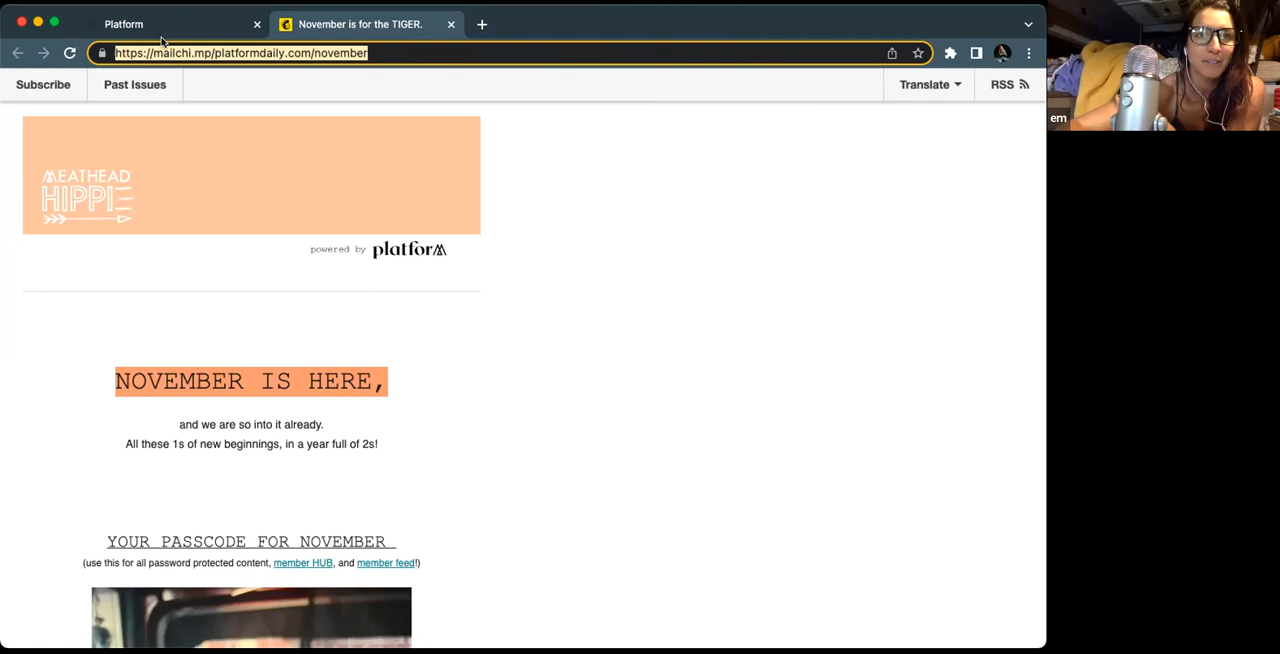 Platform
November is for the TIGER.
https://mailchi.mp/platformdaily.com/november
Subscribe
Past Issues
Translate
RSS
em
MEATHEAD
HIPPIE
powered by platform
NOVEMBER IS HERE,
and we are so into it already.
All these 1s of new beginnings, in a year full of 2s!
YOUR PASSCODE FOR NOVEMBER
(use this for all password protected content, member HUB, and member feed!)